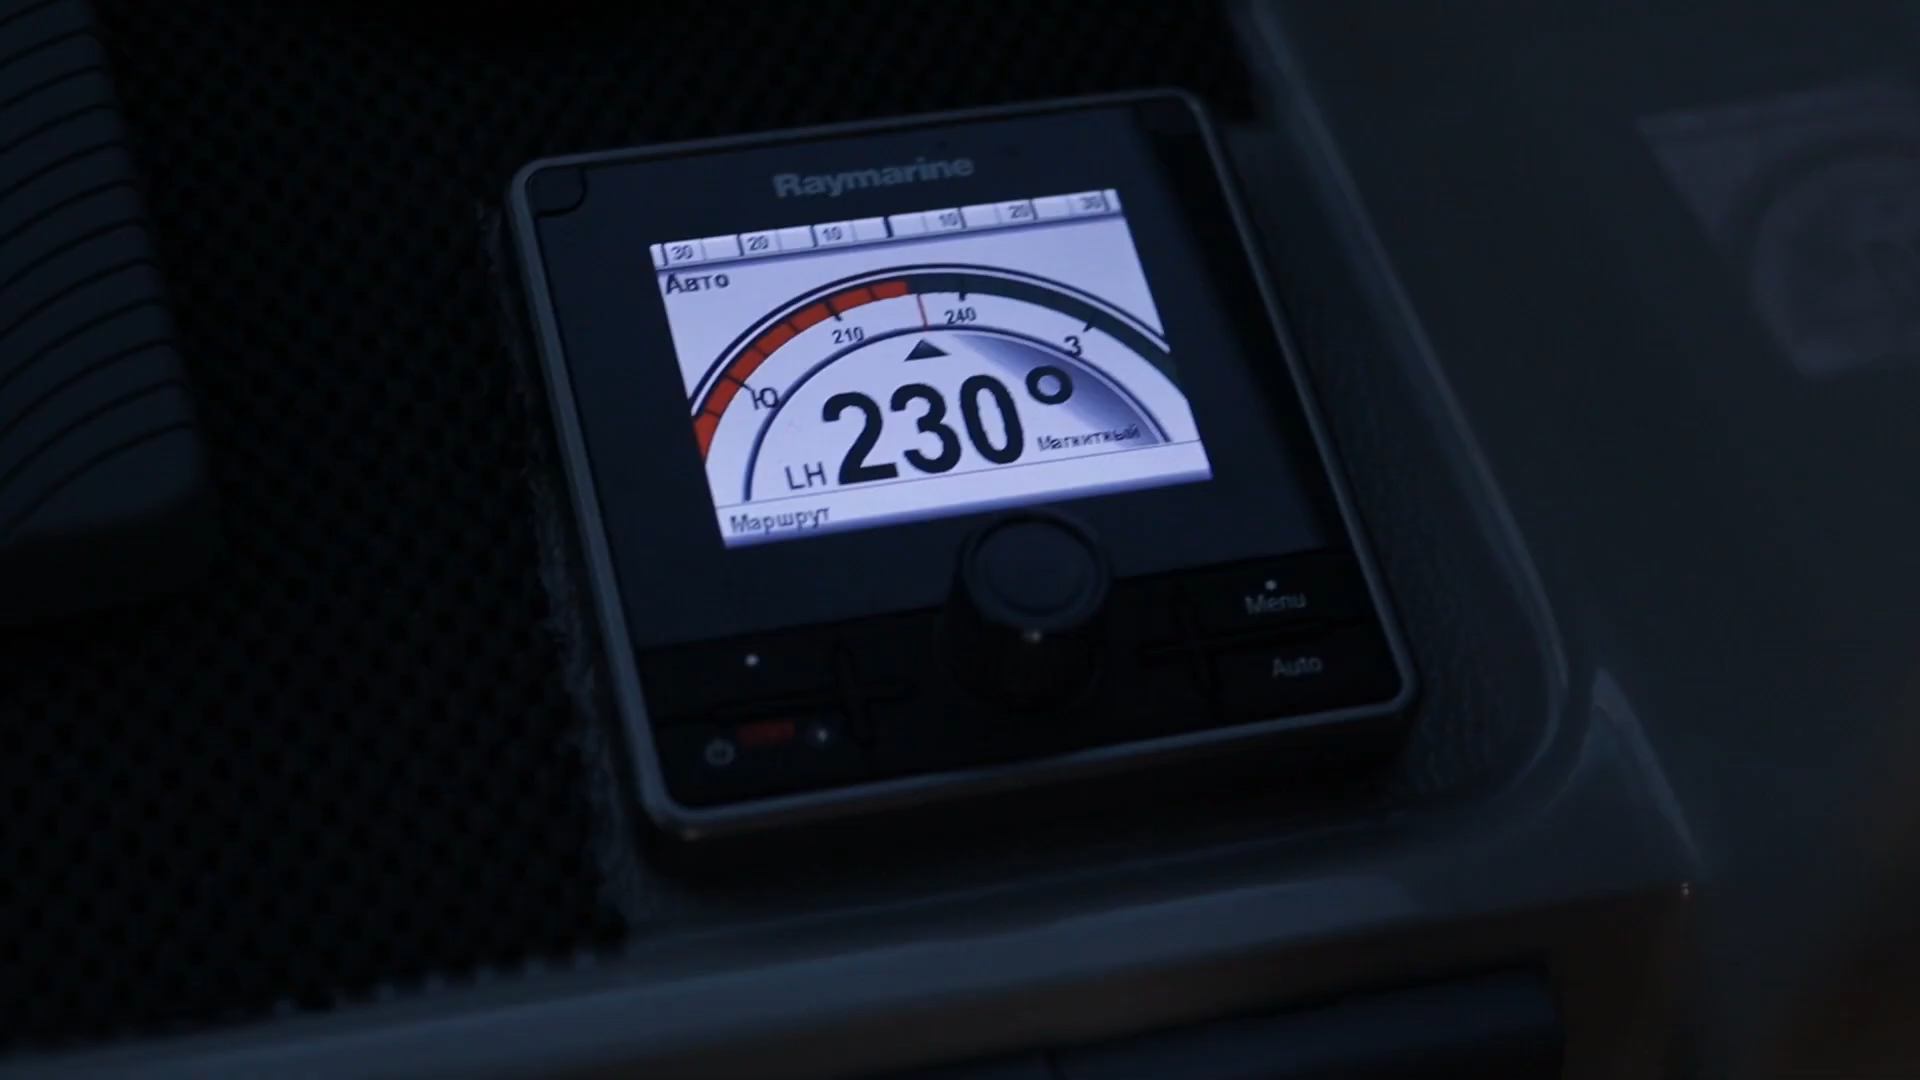 Raymarine
30 20 10 10 20 30
Авто
210 240
Ю З
230°
LH Магнитный
Маршрут
Menu
Auto